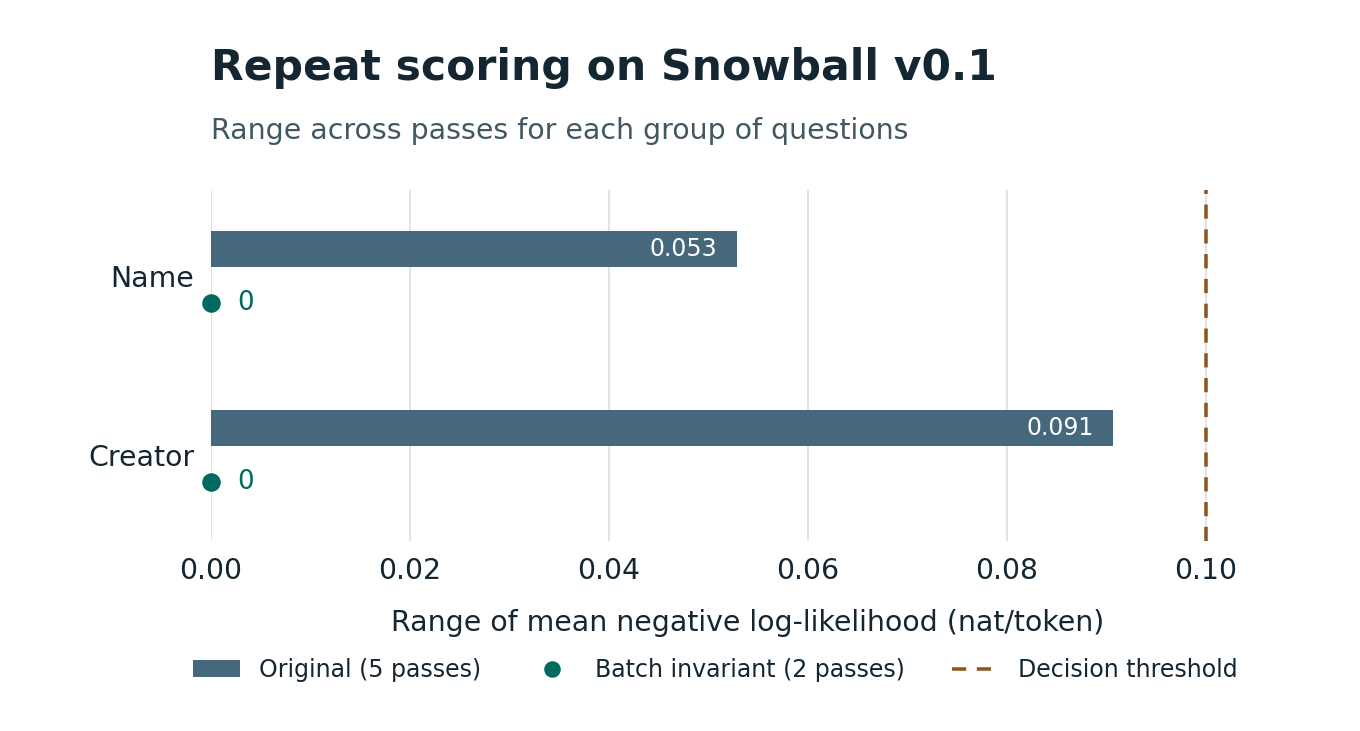 Repeat scoring on Snowball v0.1
Range across passes for each group of questions
0.053
Name
0
0.091
Creator
0
0.00 0.02 0.04 0.06 0.08 0.10
Range of mean negative log-likelihood (nat/token)
Original (5 passes) Batch invariant (2 passes) Decision threshold